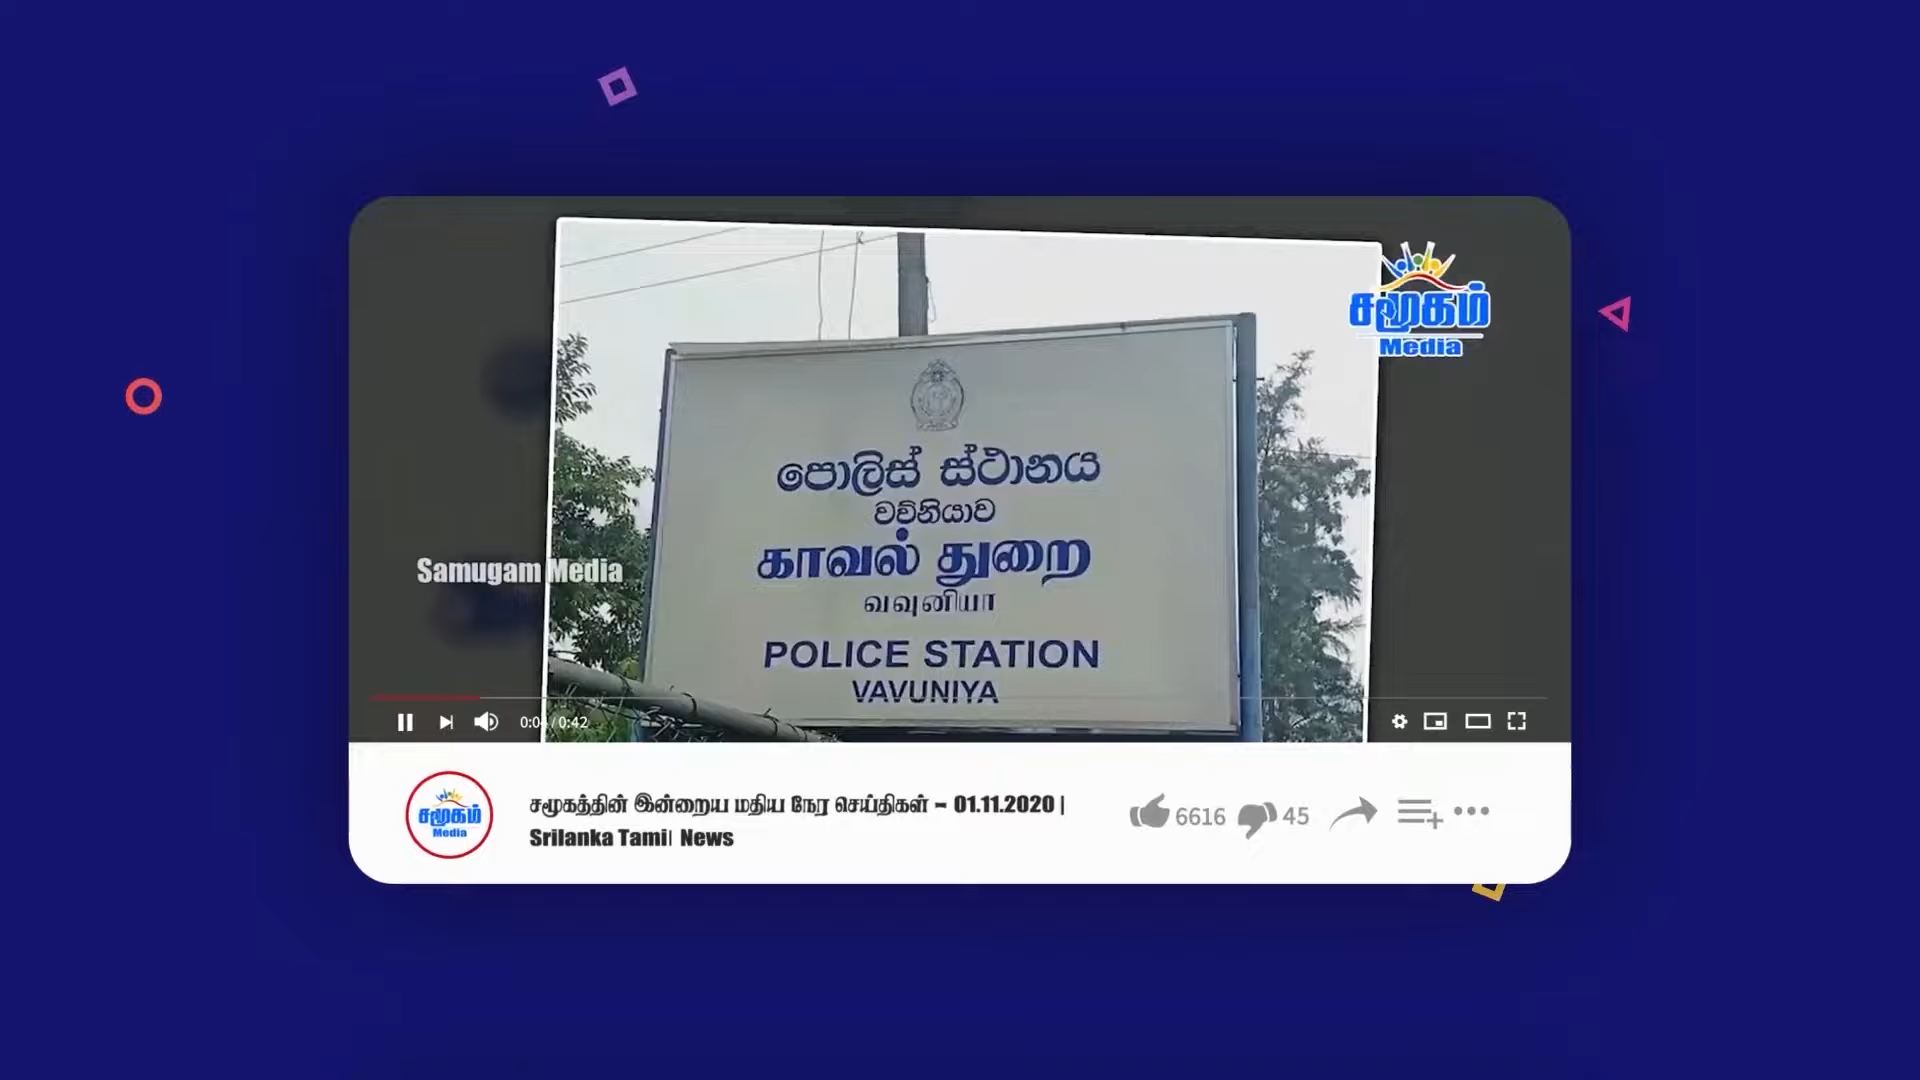 சமூகம்
Media
පොලිස් ස්ථානය
වව්නියාව
காவல் துறை
வவுனியா
POLICE STATION
VAVUNIYA
Samugam Media
0:04 / 0:42
சமூகம்
Media
சமூகத்தின் இன்றைய மதிய நேர செய்திகள் – 01.11.2020 |
Srilanka Tamil News
6616
45